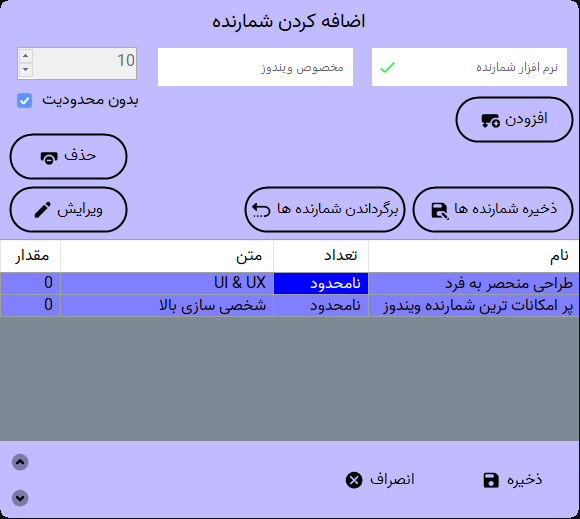 اضافه کردن شمارنده
نرم افزار شمارنده
مخصوص ویندوز
10
بدون محدودیت
افزودن
حذف
ذخیره شمارنده ها
برگرداندن شمارنده ها
ویرایش
نام تعداد متن مقدار
طراحی منحصر به فرد نامحدود UI & UX 0
پر امکانات ترین شمارنده ویندوز نامحدود شخصی سازی بالا 0
ذخیره
انصراف